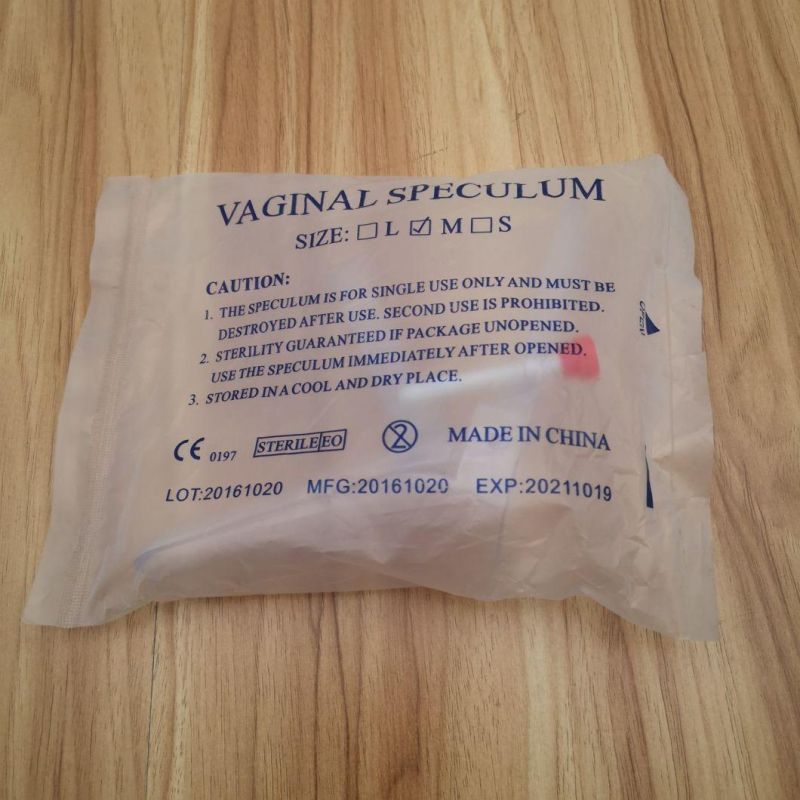 VAGINAL SPECULUM
SIZE: ☐ L ☑ M ☐ S
CAUTION:
1. THE SPECULUM IS FOR SINGLE USE ONLY AND MUST BE
DESTROYED AFTER USE. SECOND USE IS PROHIBITED.
2. STERILITY GUARANTEED IF PACKAGE UNOPENED.
USE THE SPECULUM IMMEDIATELY AFTER OPENED.
3. STORED IN A COOL AND DRY PLACE.
CE 0197 STERILE EO 2 MADE IN CHINA
LOT:20161020 MFG:20161020 EXP:20211019